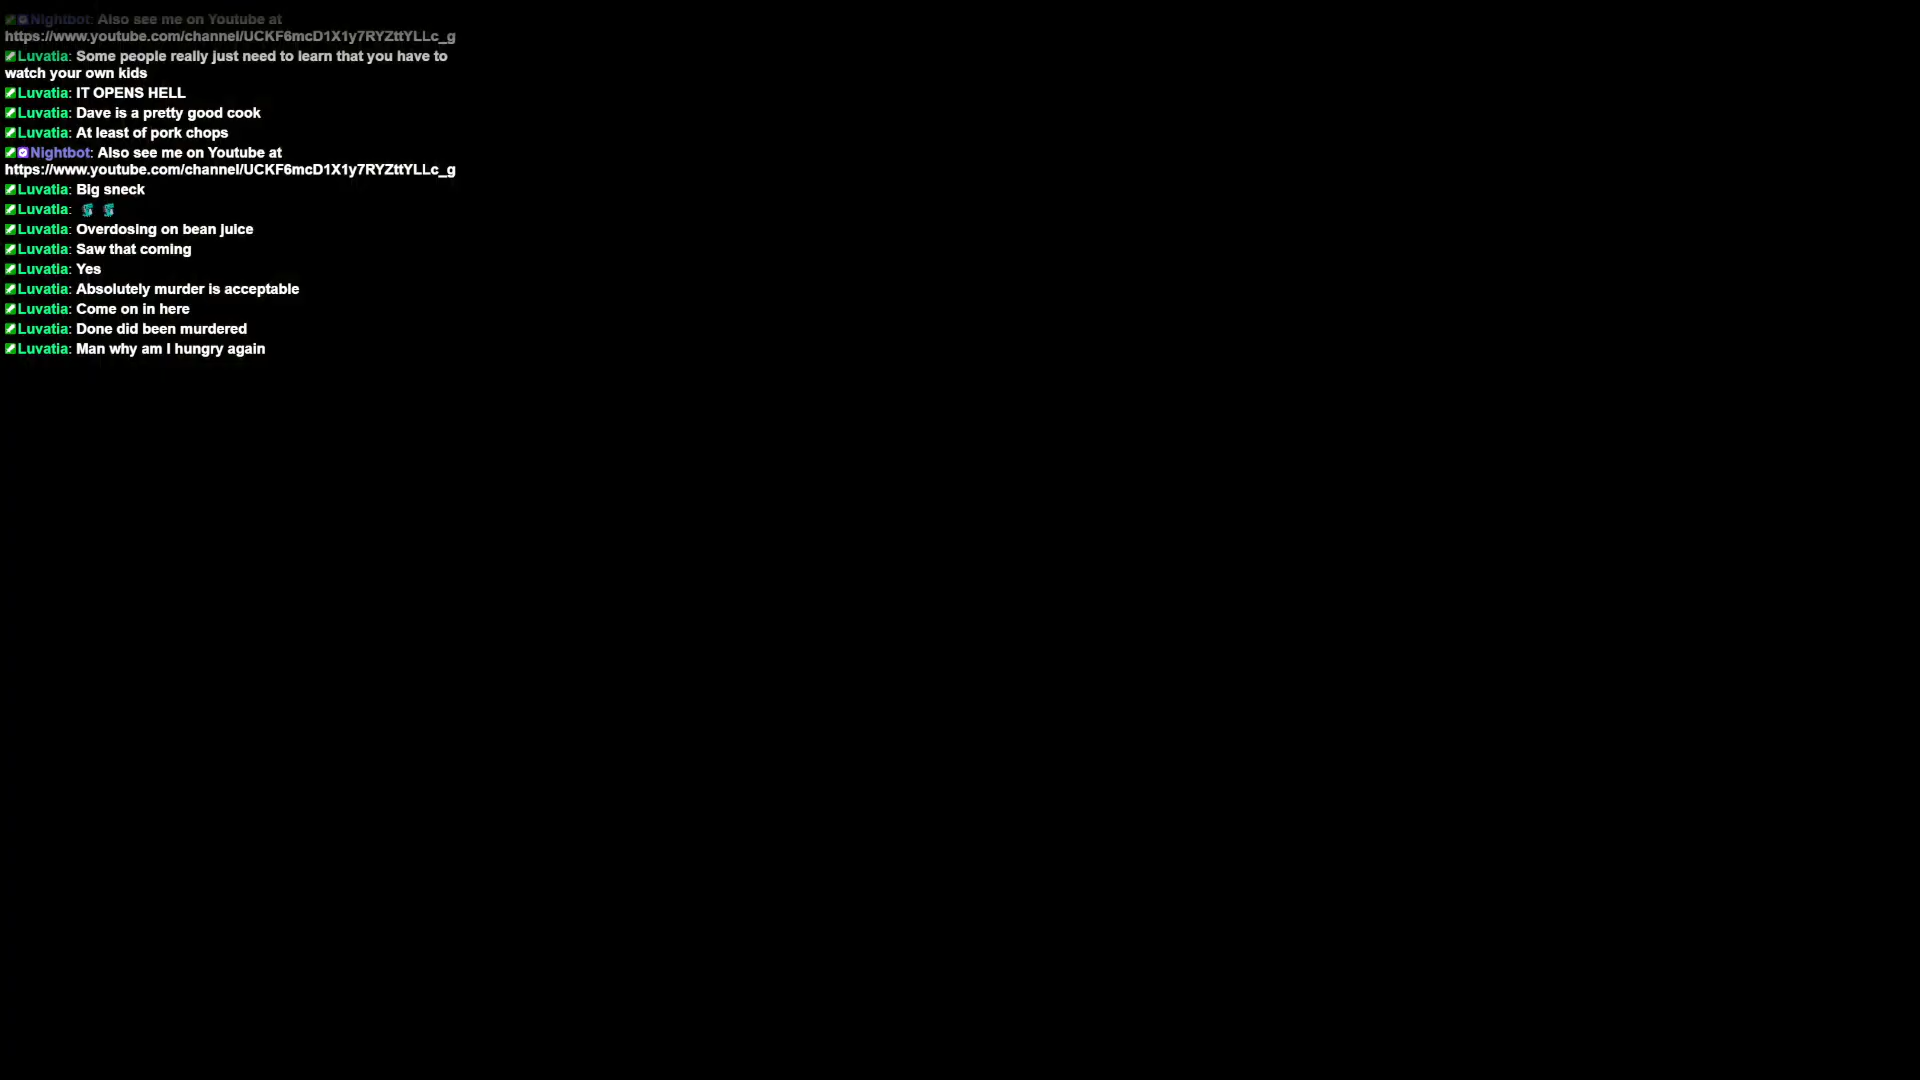 Nightbot: Also see me on Youtube at
https://www.youtube.com/channel/UCKF6mcD1X1y7RYZttYLLc_g
Luvatia: Some people really just need to learn that you have to
watch your own kids
Luvatia: IT OPENS HELL
Luvatia: Dave is a pretty good cook
Luvatia: At least of pork chops
Nightbot: Also see me on Youtube at
https://www.youtube.com/channel/UCKF6mcD1X1y7RYZttYLLc_g
Luvatia: Big sneck
Luvatia:
Luvatia: Overdosing on bean juice
Luvatia: Saw that coming
Luvatia: Yes
Luvatia: Absolutely murder is acceptable
Luvatia: Come on in here
Luvatia: Done did been murdered
Luvatia: Man why am I hungry again